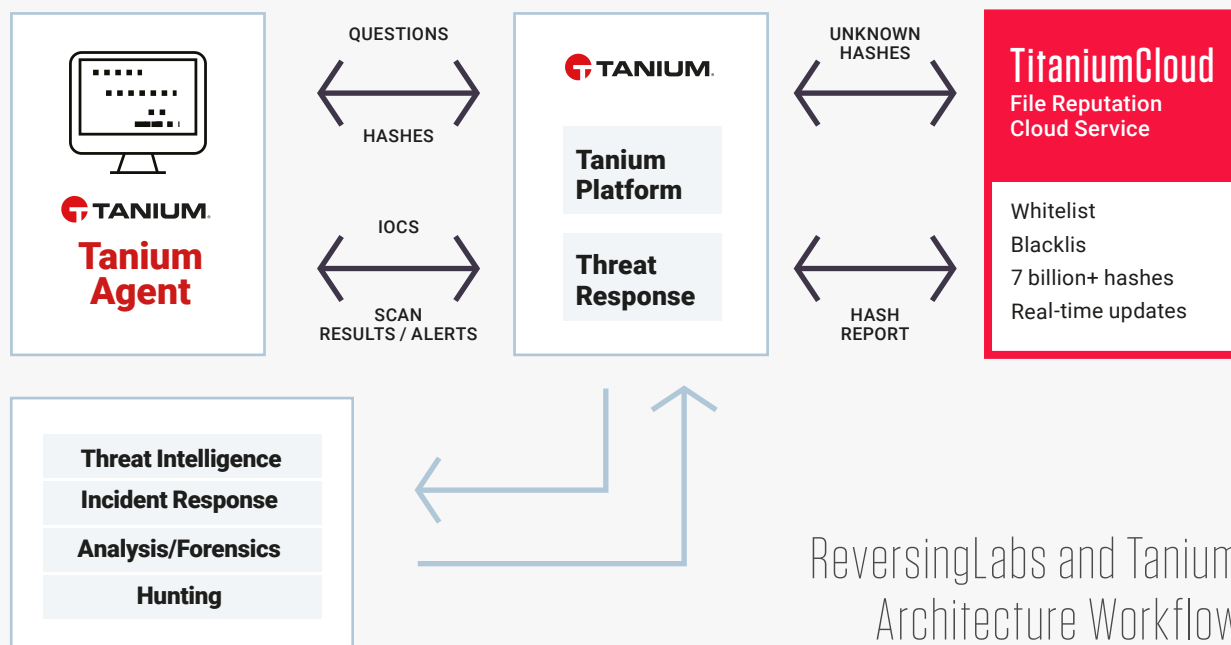 QUESTIONS
HASHES
IOCS
SCAN
RESULTS / ALERTS
TANIUM.
Tanium
Agent
TANIUM.
Tanium
Platform
Threat
Response
UNKNOWN
HASHES
HASH
REPORT
TitaniumCloud
File Reputation
Cloud Service
Whitelist
Blacklis
7 billion+ hashes
Real-time updates
Threat Intelligence
Incident Response
Analysis/Forensics
Hunting
ReversingLabs and Tanium
Architecture Workflow